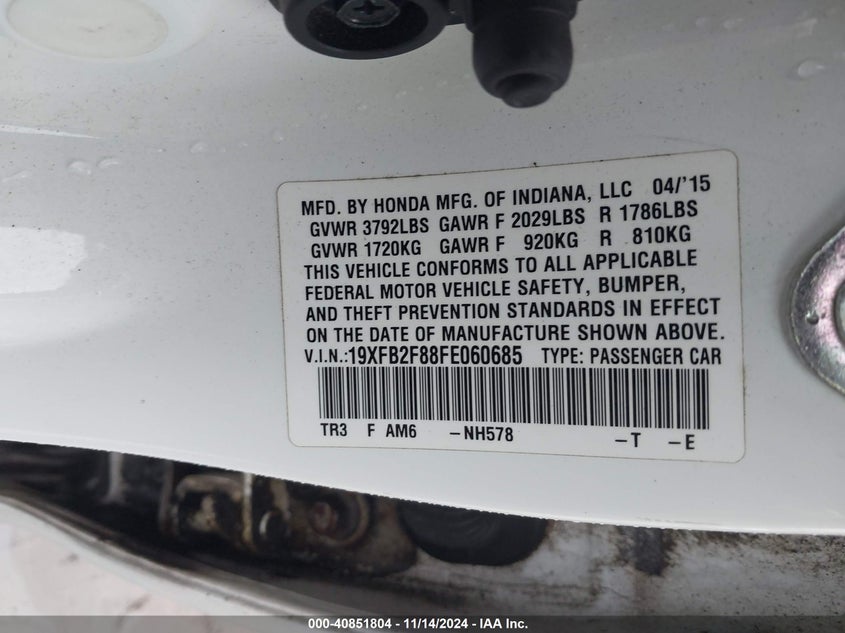 MFD. BY HONDA MFG. OF INDIANA, LLC 04/'15
GVWR 3792LBS GAWR F 2029LBS R 1786LBS
GVWR 1720KG GAWR F 920KG R 810KG
THIS VEHICLE CONFORMS TO ALL APPLICABLE
FEDERAL MOTOR VEHICLE SAFETY, BUMPER,
AND THEFT PREVENTION STANDARDS IN EFFECT
ON THE DATE OF MANUFACTURE SHOWN ABOVE.
V.I.N.:19XFB2F88FE060685 TYPE: PASSENGER CAR
TR3 F AM6 –NH578 –T –E
000-40851804 - 11/14/2024 - IAA Inc.